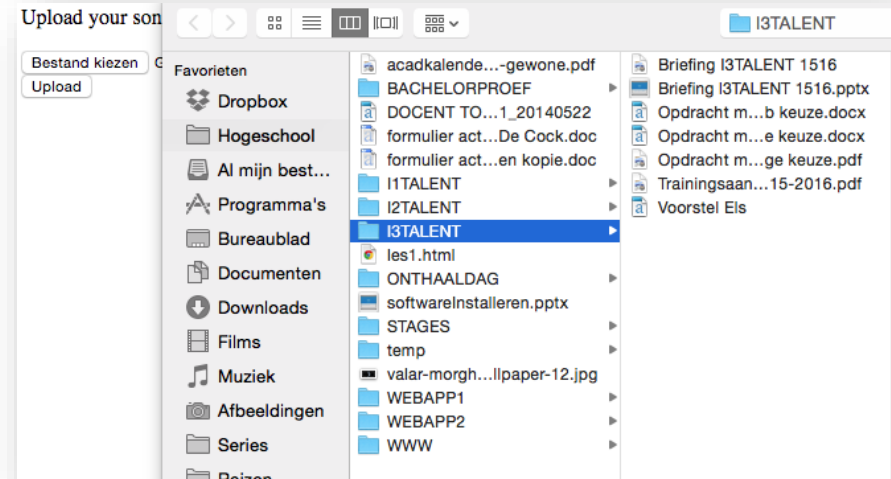 Upload your son
Bestand kiezen G
Upload
I3TALENT
Favorieten
Dropbox
Hogeschool
Al mijn best...
Programma's
Bureaublad
Documenten
Downloads
Films
Muziek
Afbeeldingen
Series
Reizen
acadkalende...-gewone.pdf
BACHELORPROEF
DOCENT TO...1_20140522
formulier act...De Cock.doc
formulier act...en kopie.doc
I1TALENT
I2TALENT
I3TALENT
les1.html
ONTHAALDAG
softwareInstalleren.pptx
STAGES
temp
valar-morgh...llpaper-12.jpg
WEBAPP1
WEBAPP2
WWW
Briefing I3TALENT 1516
Briefing I3TALENT 1516.pptx
Opdracht m...b keuze.docx
Opdracht m...e keuze.docx
Opdracht m...ge keuze.pdf
Trainingsaan...15-2016.pdf
Voorstel Els